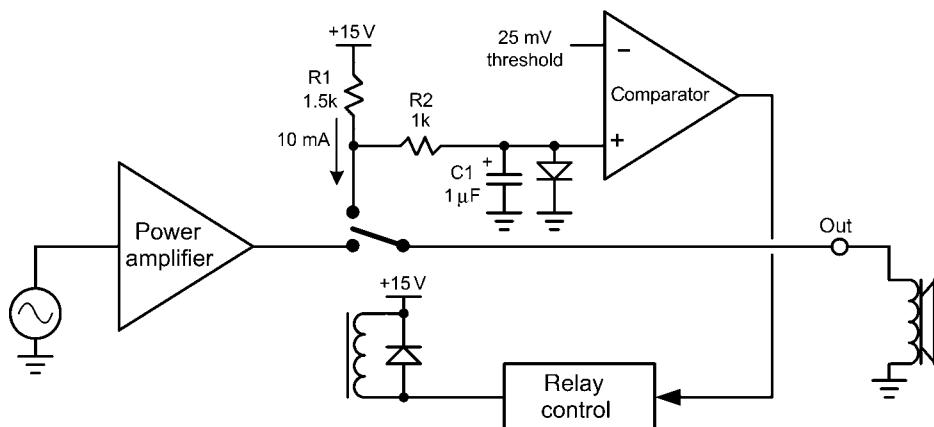 +15 V
R1
1.5k
10 mA
R2
1k
25 mV
threshold
−
Comparator
+
C1
+
1 μF
Power
amplifier
Out
+15 V
Relay
control